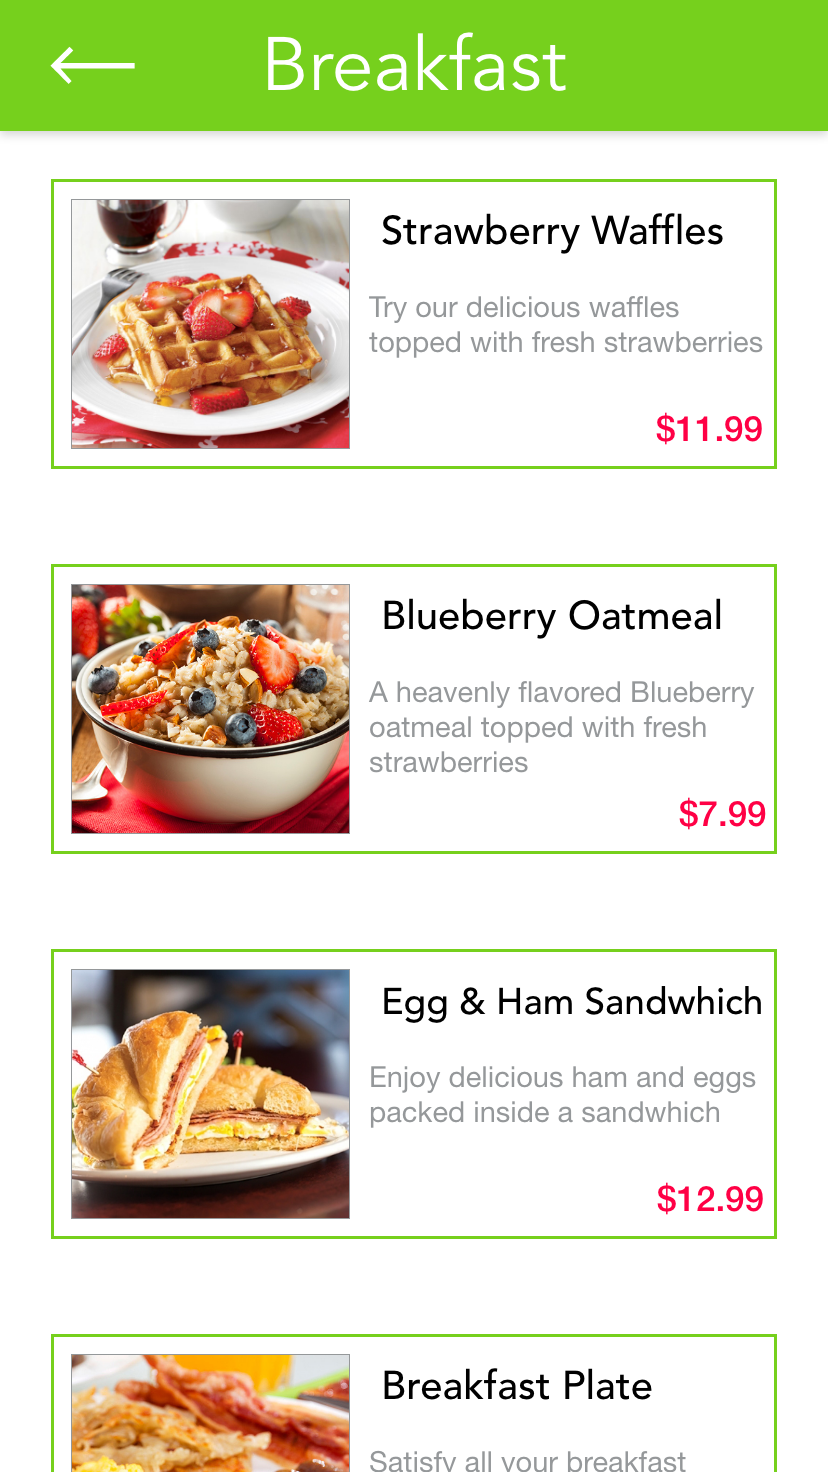 Breakfast
Strawberry Waffles
Try our delicious waffles
topped with fresh strawberries
$11.99
Blueberry Oatmeal
A heavenly flavored Blueberry
oatmeal topped with fresh
strawberries
$7.99
Egg & Ham Sandwhich
Enjoy delicious ham and eggs
packed inside a sandwhich
$12.99
Breakfast Plate
Satisfy all your breakfast